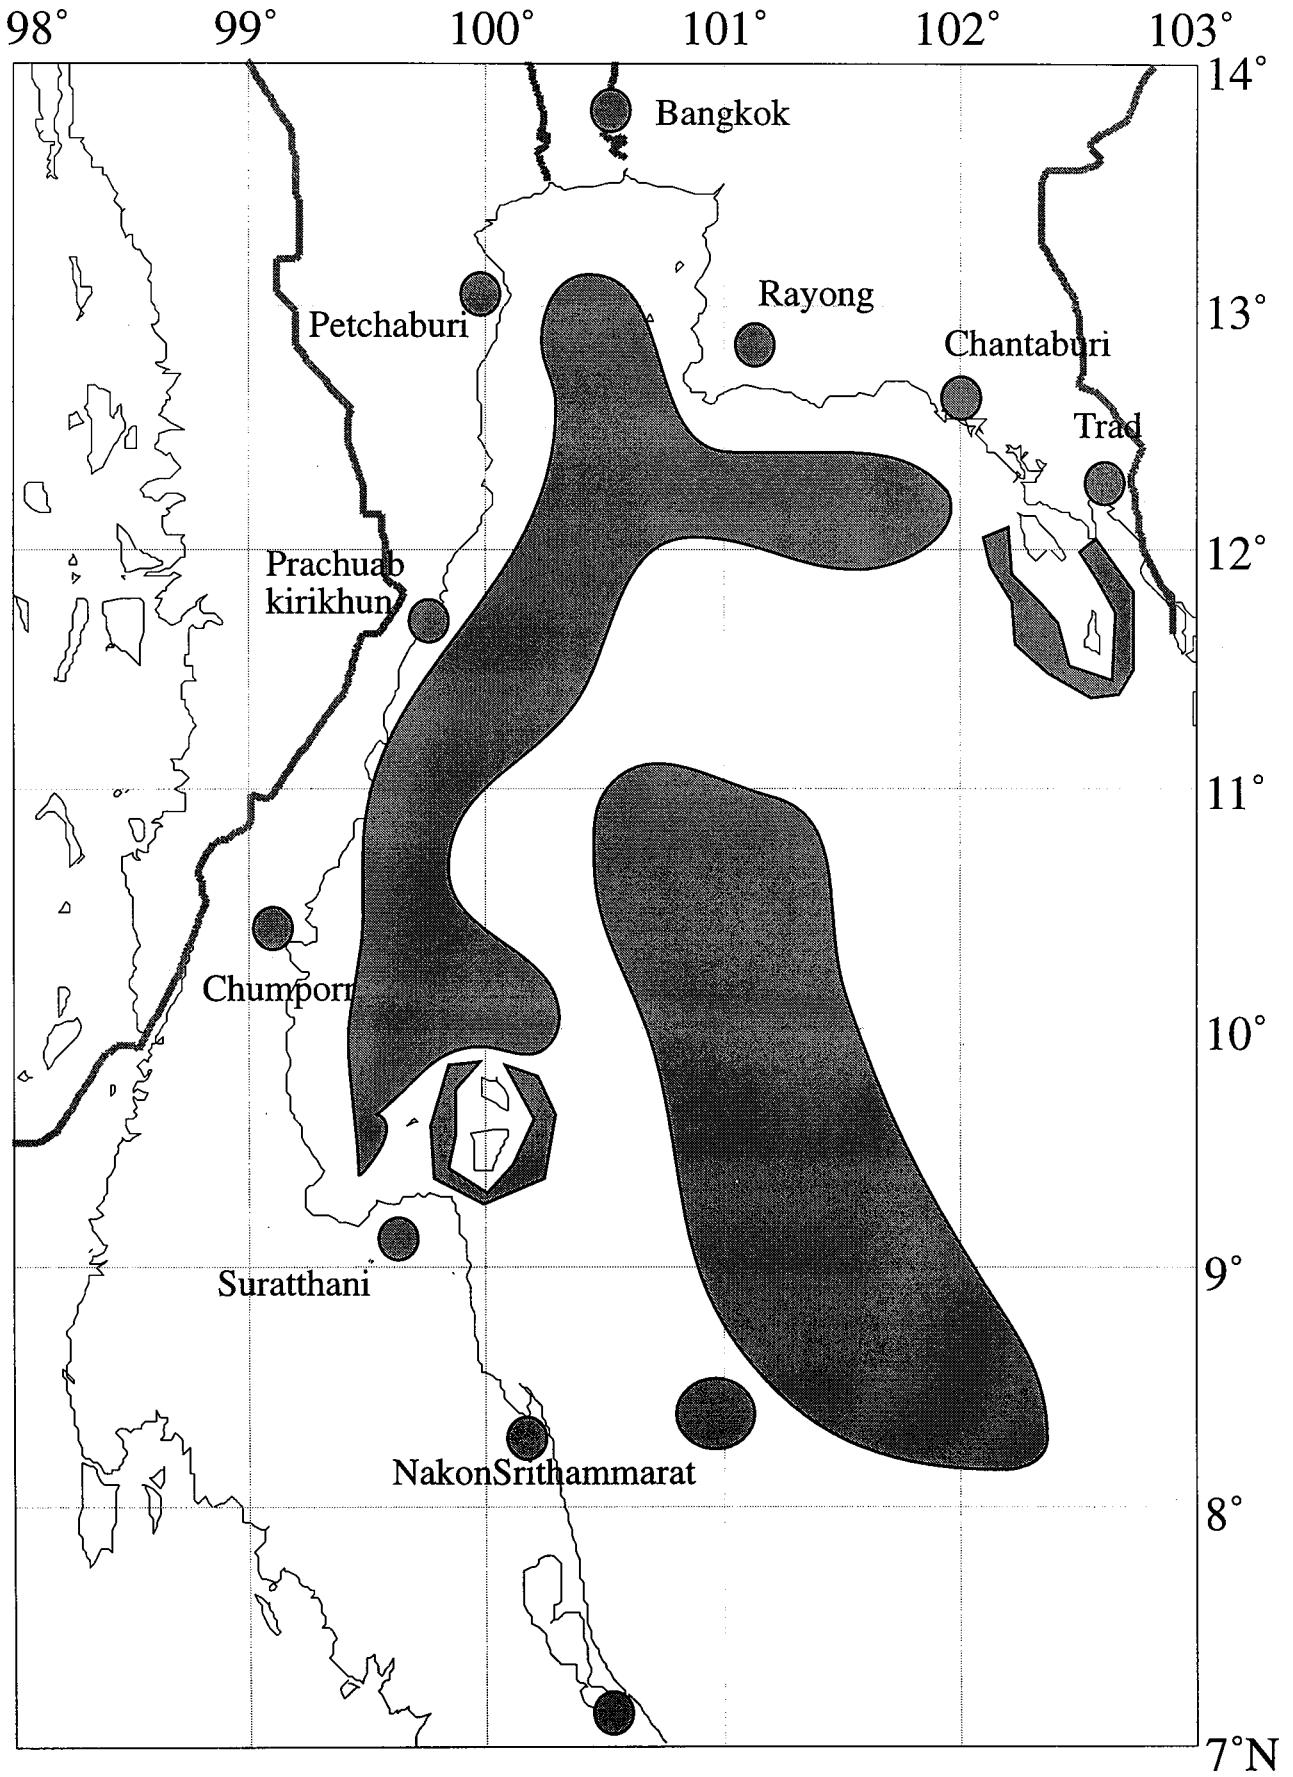 98° 99° 100° 101° 102° 103°
14°
Bangkok
Rayong
13°
Petchaburi
Chantaburi
Trad
12°
Prachuab
kirikhun
11°
Chumporn
10°
9°
Suratthani
NakonSrithammarat
8°
7°N